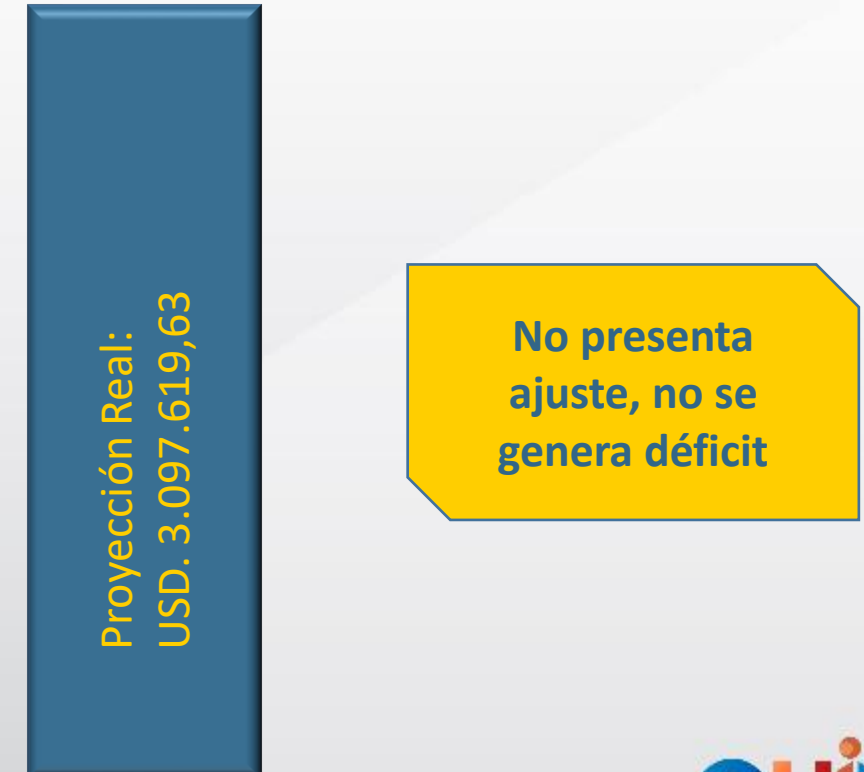 Proyección Real:
USD. 3.097.619,63
No presenta
ajuste, no se
genera déficit